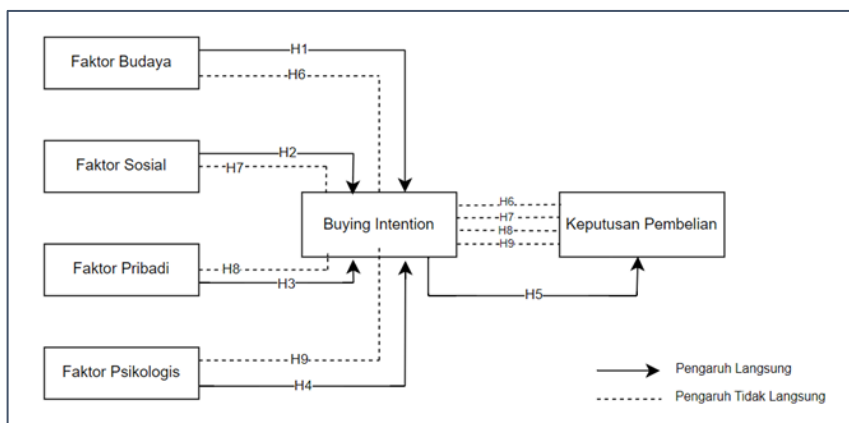 Faktor Budaya
H1
H6
Faktor Sosial
H2
H7
Buying Intention
H6
H7
H8
H9
Keputusan Pembelian
Faktor Pribadi
H8
H3
H5
Faktor Psikologis
H9
H4
Pengaruh Langsung
Pengaruh Tidak Langsung